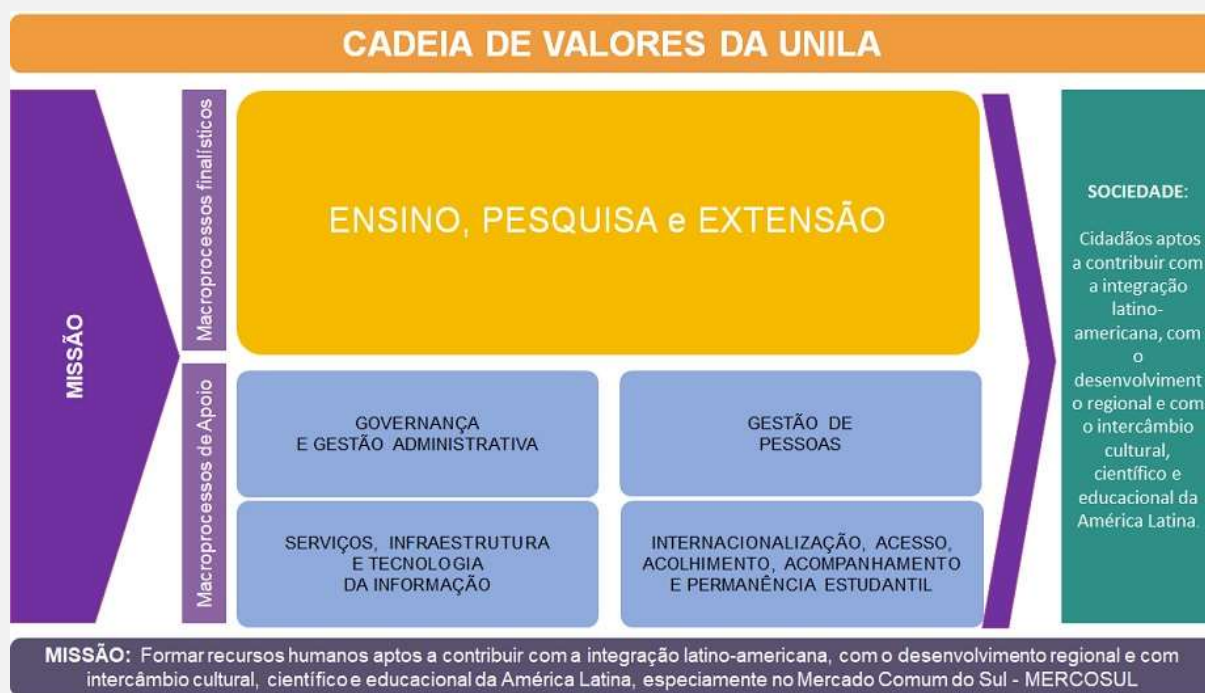 CADEIA DE VALORES DA UNILA
MISSÃO
Macroprocessos finalísticos
ENSINO, PESQUISA e EXTENSÃO
Macroprocessos de Apoio
GOVERNANÇA
E GESTÃO ADMINISTRATIVA
GESTÃO DE
PESSOAS
SERVIÇOS, INFRAESTRUTURA
E TECNOLOGIA
DA INFORMAÇÃO
INTERNACIONALIZAÇÃO, ACESSO,
ACOLHIMENTO, ACOMPANHAMENTO
E PERMANÊNCIA ESTUDANTIL
SOCIEDADE:
Cidadãos aptos
a contribuir com
a integração
latino-
americana, com
o
desenvolviment
o regional e com
o intercâmbio
cultural,
científico e
educacional da
América Latina.
MISSÃO: Formar recursos humanos aptos a contribuir com a integração latino-americana, com o desenvolvimento regional e com
intercâmbio cultural, científico e educacional da América Latina, especiamente no Mercado Comum do Sul - MERCOSUL